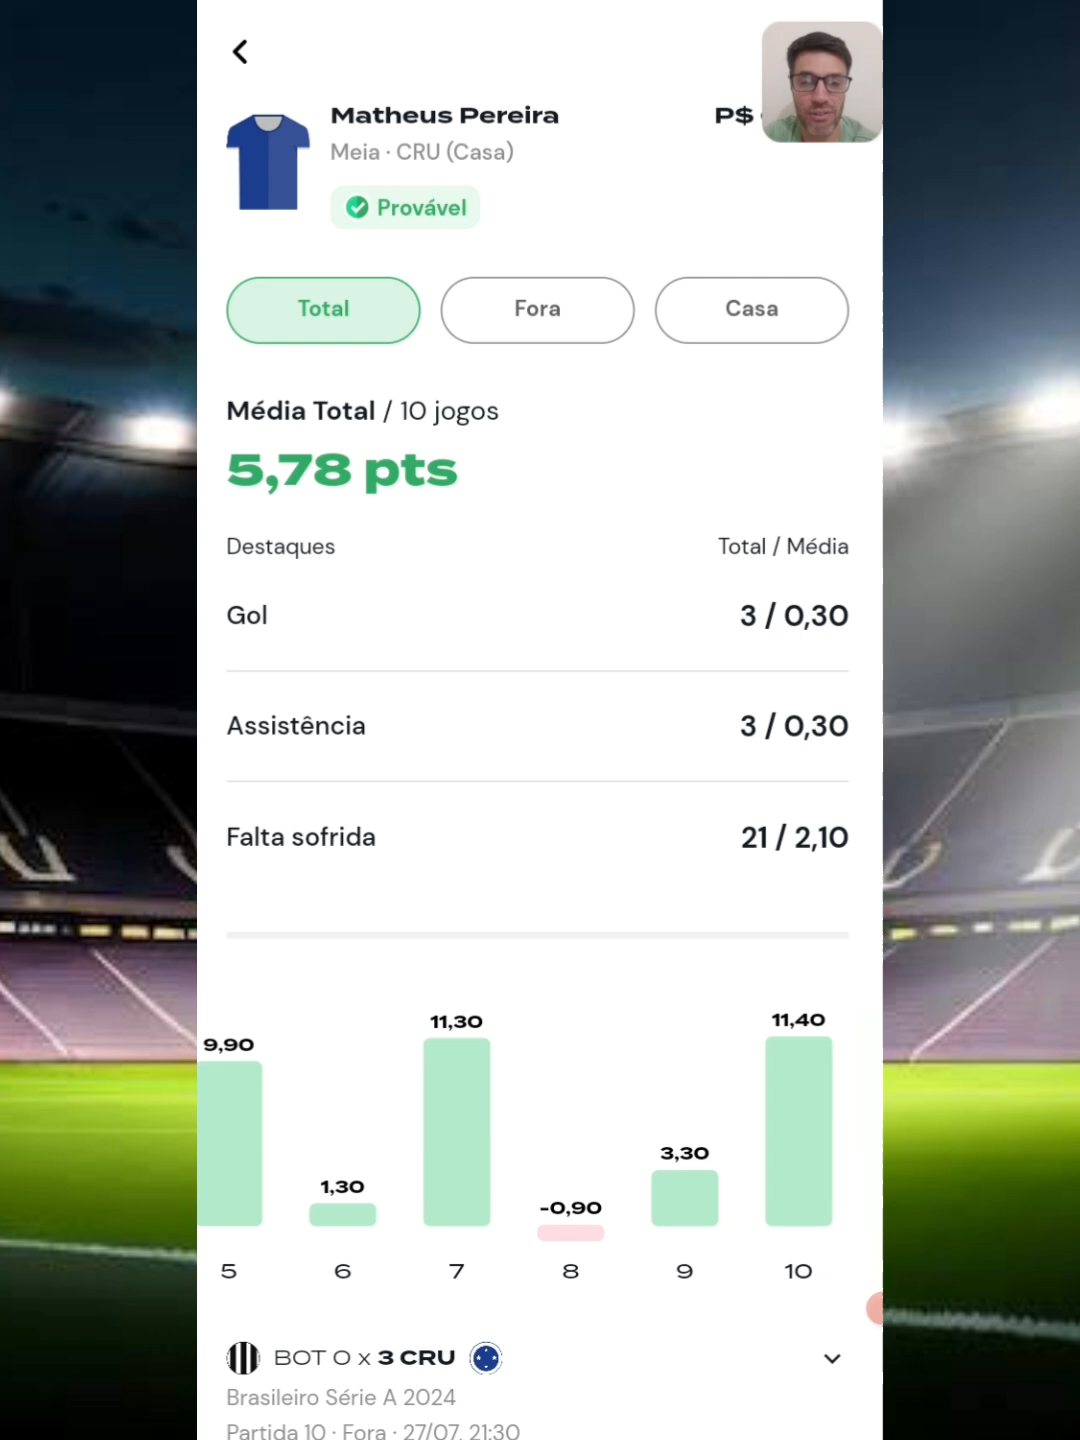 Matheus Pereira
P$
Meia · CRU (Casa)
Provável
Total
Fora
Casa
Média Total / 10 jogos
5,78 pts
Destaques
Total / Média
Gol
3 / 0,30
Assistência
3 / 0,30
Falta sofrida
21 / 2,10
9,90
1,30
11,30
-0,90
3,30
11,40
5
6
7
8
9
10
BOT 0 x 3 CRU
Brasileiro Série A 2024
Partida 10 · Fora · 27/07, 21:30